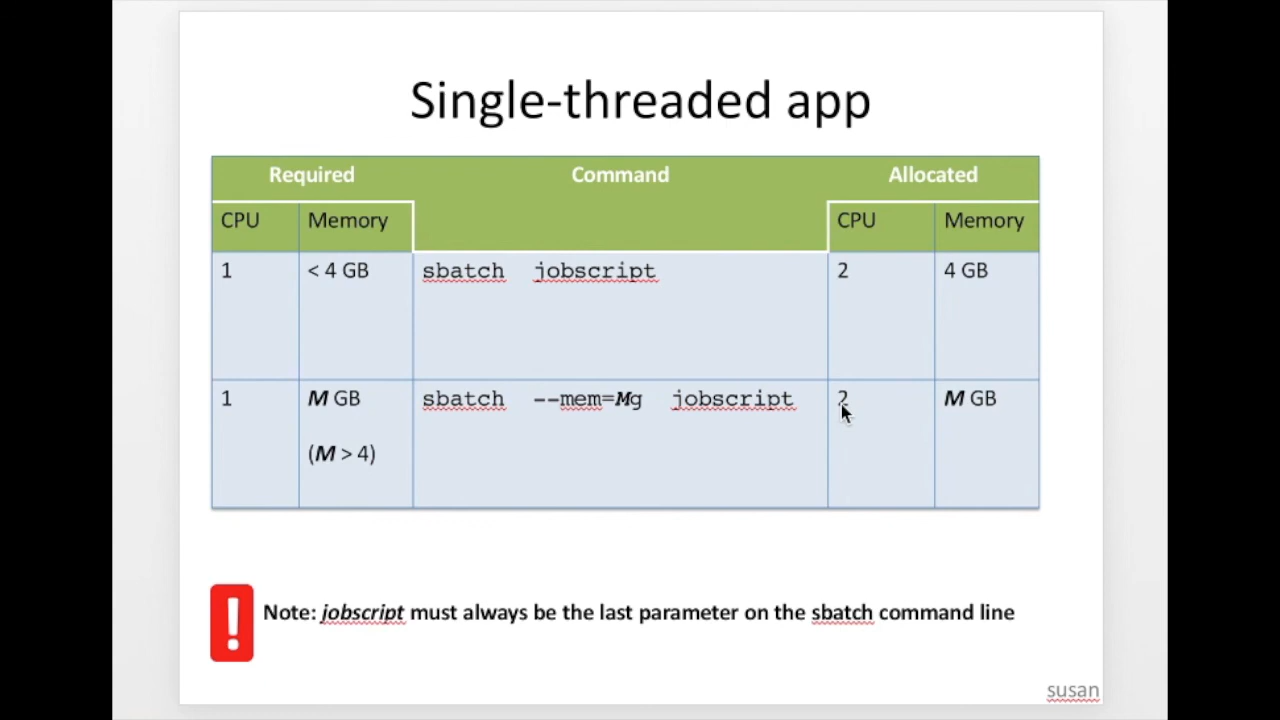 Single-threaded app
Required Command Allocated
CPU Memory CPU Memory
1 < 4 GB sbatch jobscript 2 4 GB
1 M GB sbatch --mem=Mg jobscript 2 M GB
(M > 4)
! Note: jobscript must always be the last parameter on the sbatch command line
susan